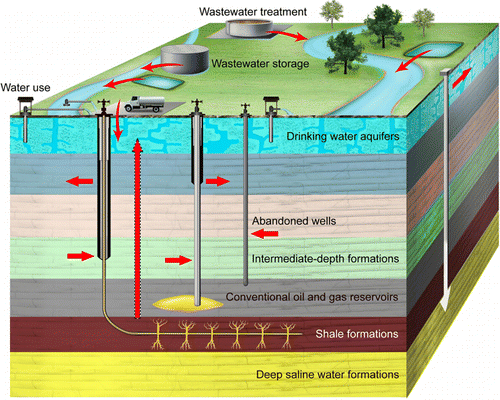 Wastewater treatment
Wastewater storage
Water use
Drinking water aquifers
Abandoned wells
Intermediate-depth formations
Conventional oil and gas reservoirs
Shale formations
Deep saline water formations